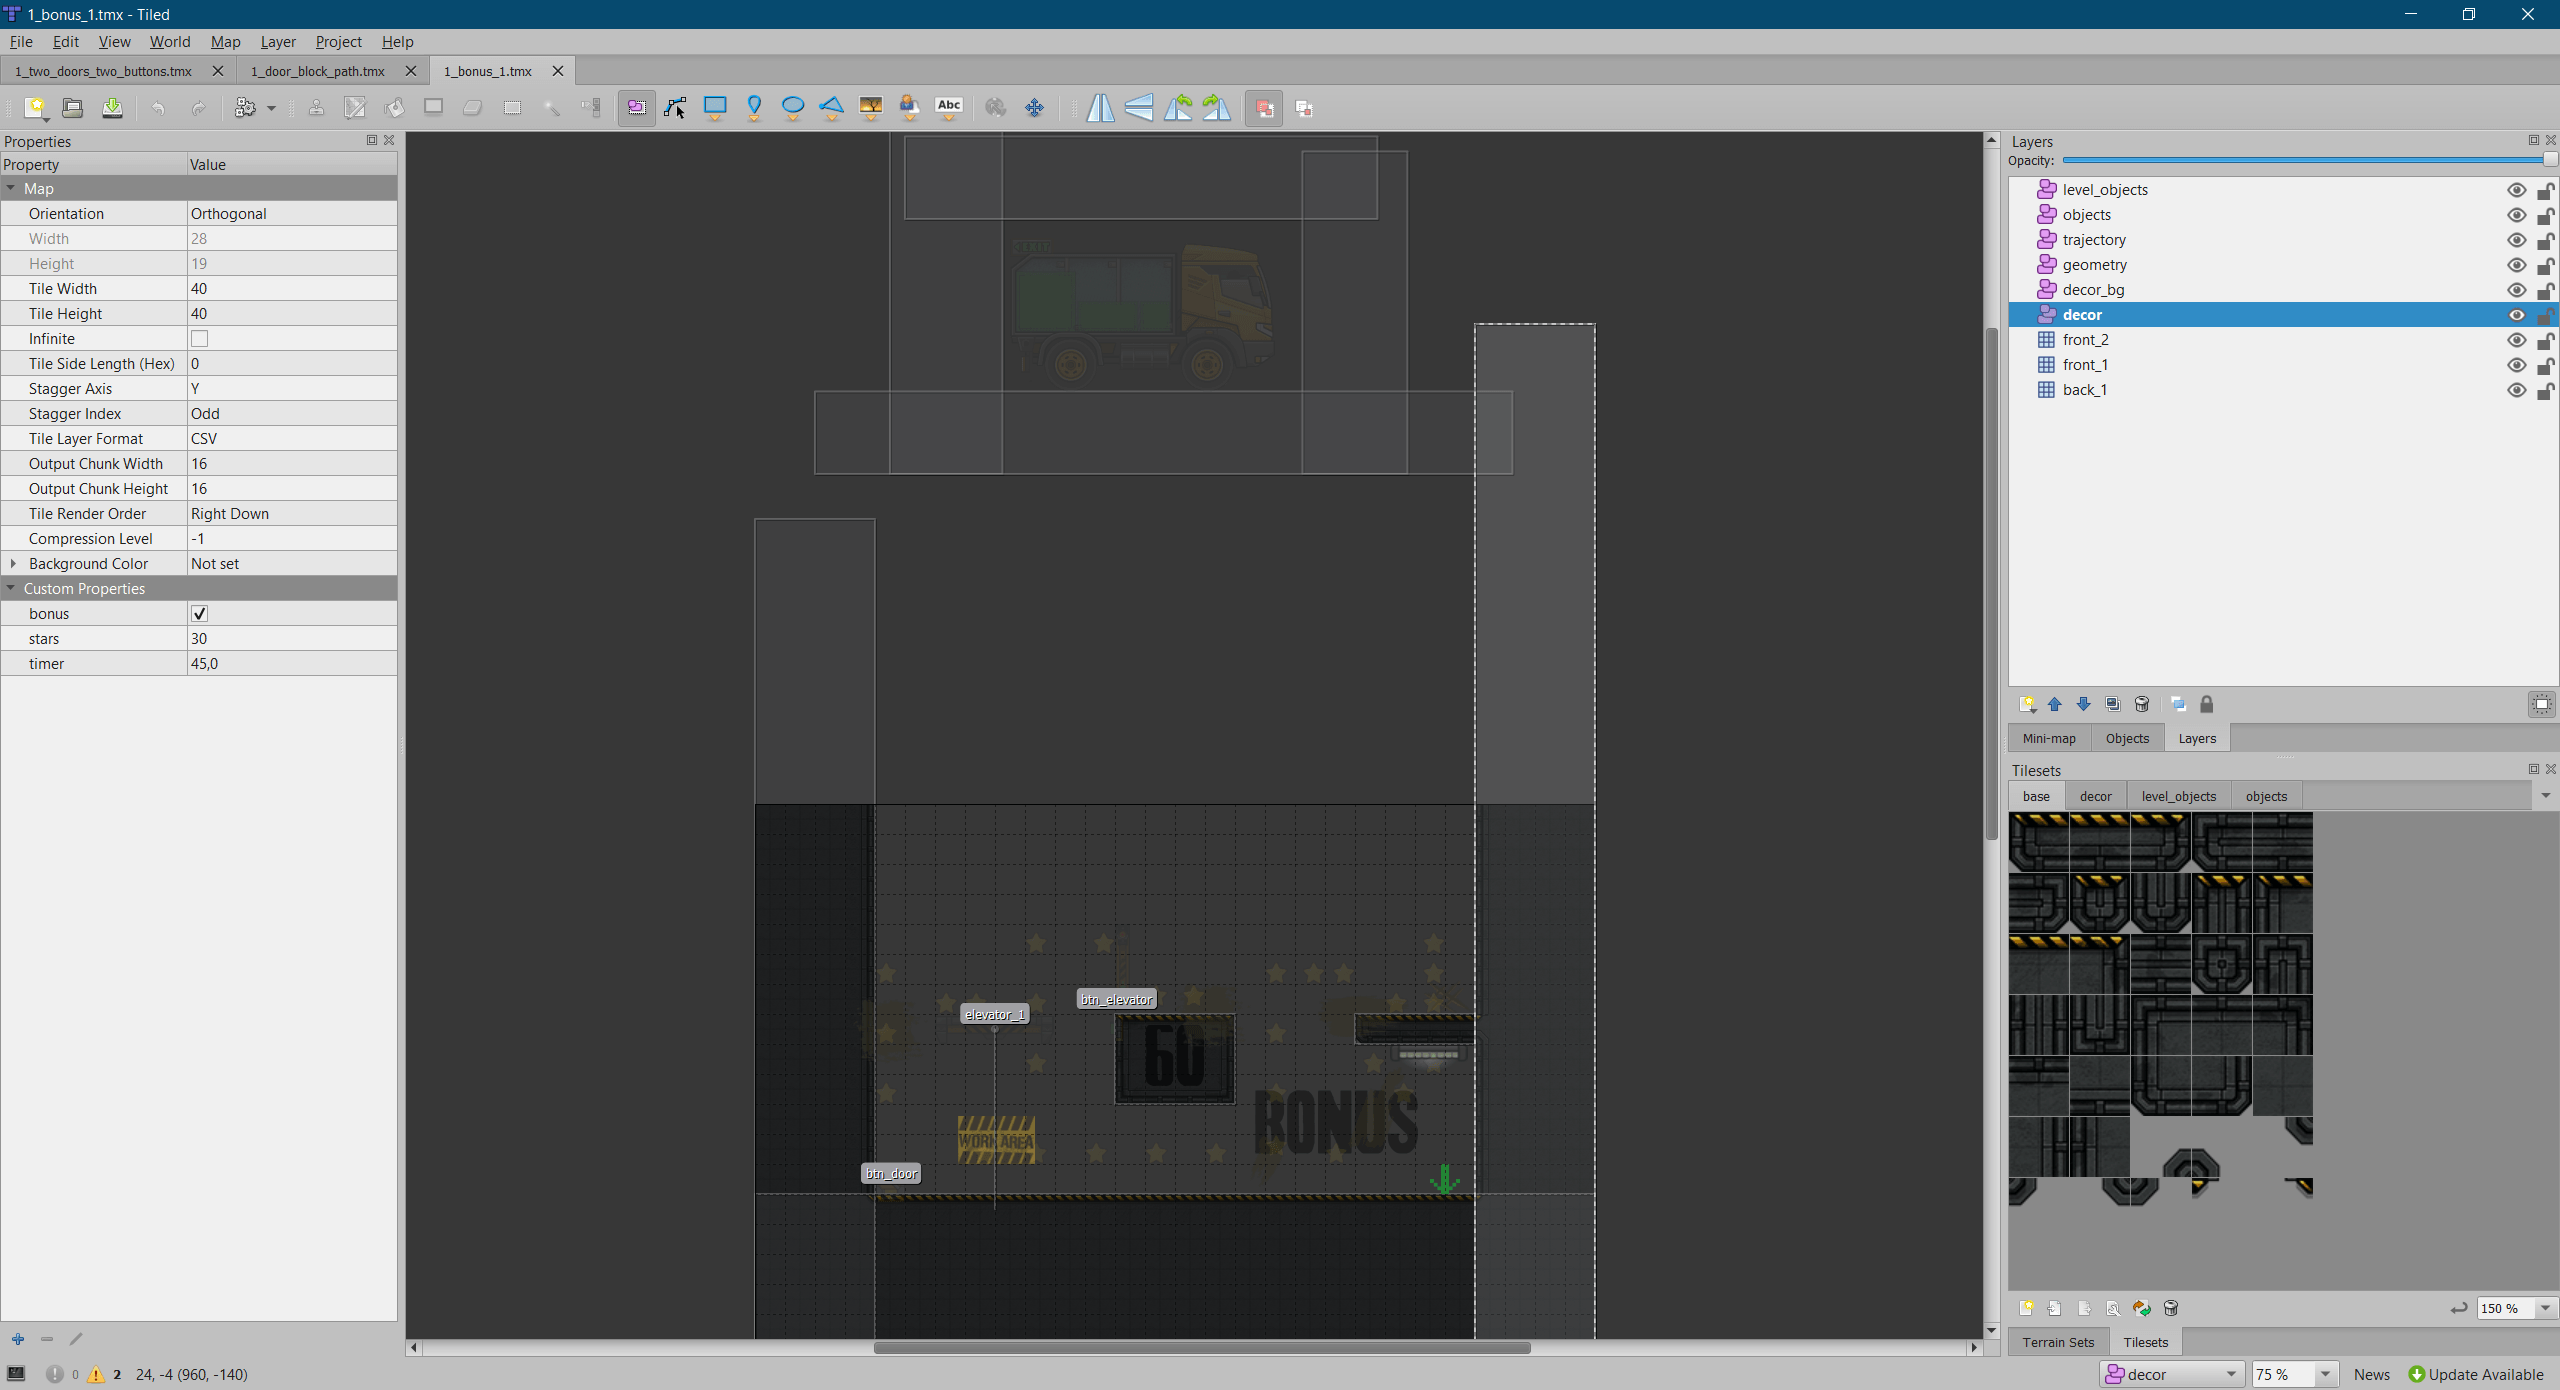 1_bonus_1.tmx - Tiled
File Edit View World Map Layer Project Help
1_two_doors_two_buttons.tmx 1_door_block_path.tmx 1_bonus_1.tmx
Abc
Properties
Property Value
Map
Orientation Orthogonal
Width 28
Height 19
Tile Width 40
Tile Height 40
Infinite
Tile Side Length (Hex) 0
Stagger Axis Y
Stagger Index Odd
Tile Layer Format CSV
Output Chunk Width 16
Output Chunk Height 16
Tile Render Order Right Down
Compression Level -1
Background Color Not set
Custom Properties
bonus
stars 30
timer 45,0
EXIT
btn_elevator
elevator_1
60
BONUS
WORK AREA
btn_door
Layers
Opacity:
level_objects
objects
trajectory
geometry
decor_bg
decor
front_2
front_1
back_1
Mini-map Objects Layers
Tilesets
base decor level_objects objects
150 %
Terrain Sets Tilesets
0 2 24, -4 (960, -140)
decor 75 % News Update Available